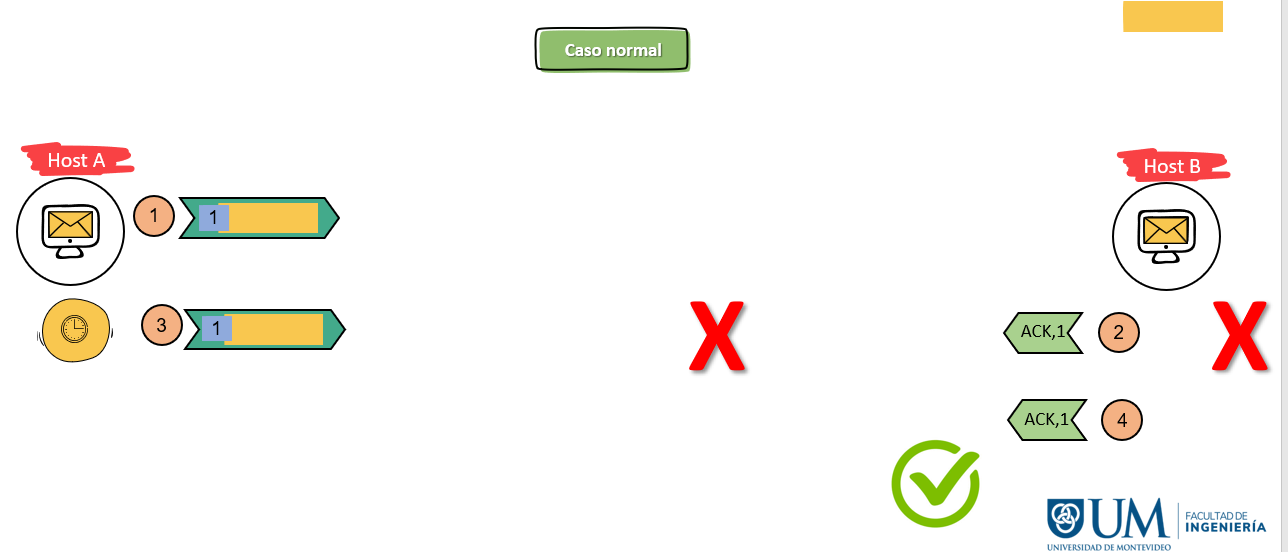 Caso normal
Host A
Host B
1
1
3
1
ACK,1
2
X
X
ACK,1
4
UM
FACULTAD DE
INGENIERÍA
UNIVERSIDAD DE MONTEVIDEO